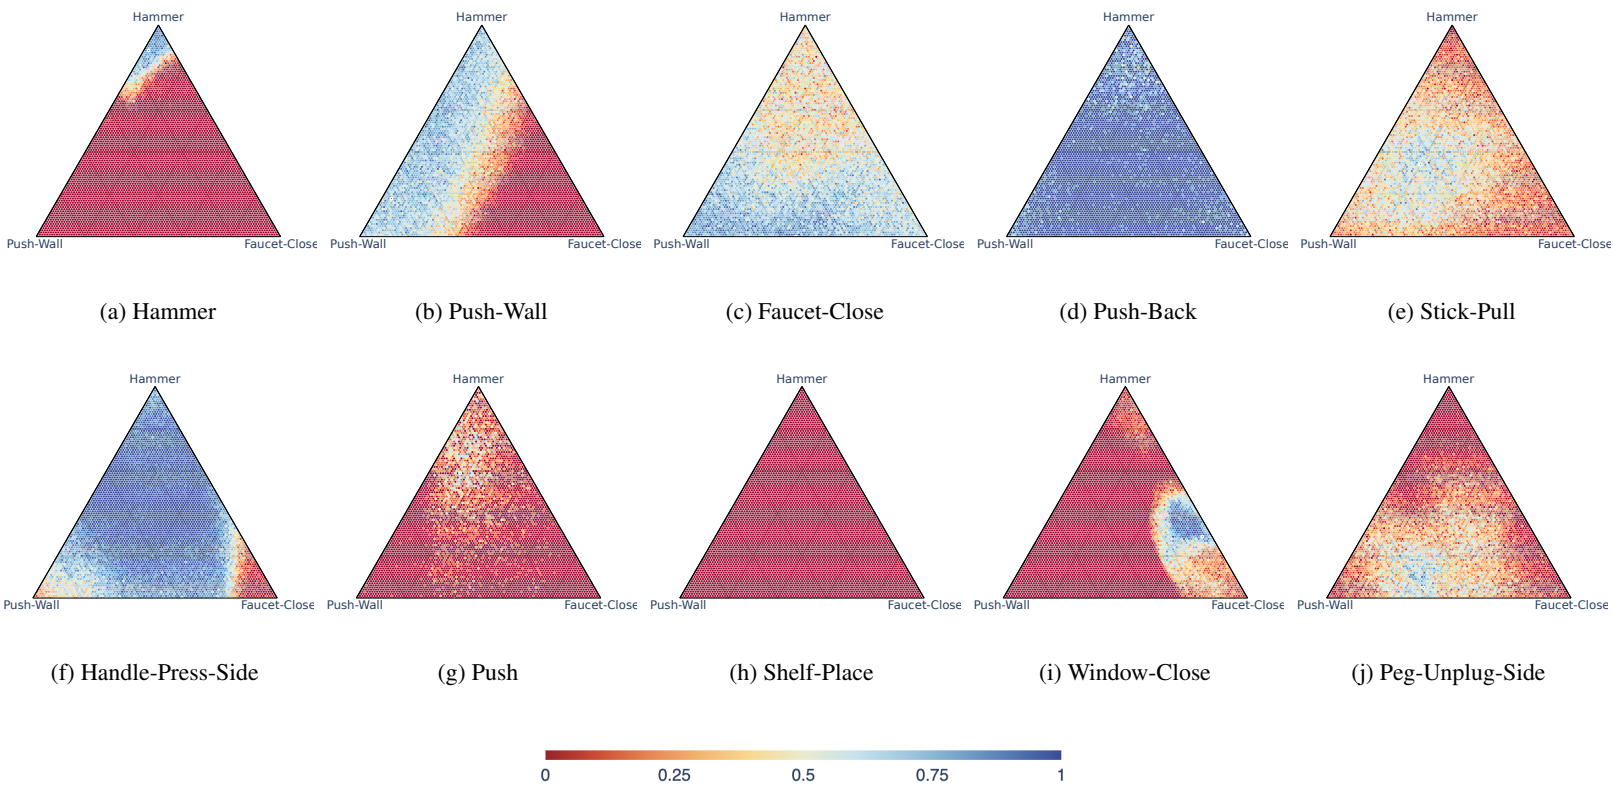 Hammer Hammer Hammer Hammer Hammer
Push-Wall Faucet-Close Push-Wall Faucet-Close Push-Wall Faucet-Close Push-Wall Faucet-Close Push-Wall Faucet-Close
(a) Hammer (b) Push-Wall (c) Faucet-Close (d) Push-Back (e) Stick-Pull
Hammer Hammer Hammer Hammer Hammer
Push-Wall Faucet-Close Push-Wall Faucet-Close Push-Wall Faucet-Close Push-Wall Faucet-Close Push-Wall Faucet-Close
(f) Handle-Press-Side (g) Push (h) Shelf-Place (i) Window-Close (j) Peg-Unplug-Side
0 0.25 0.5 0.75 1